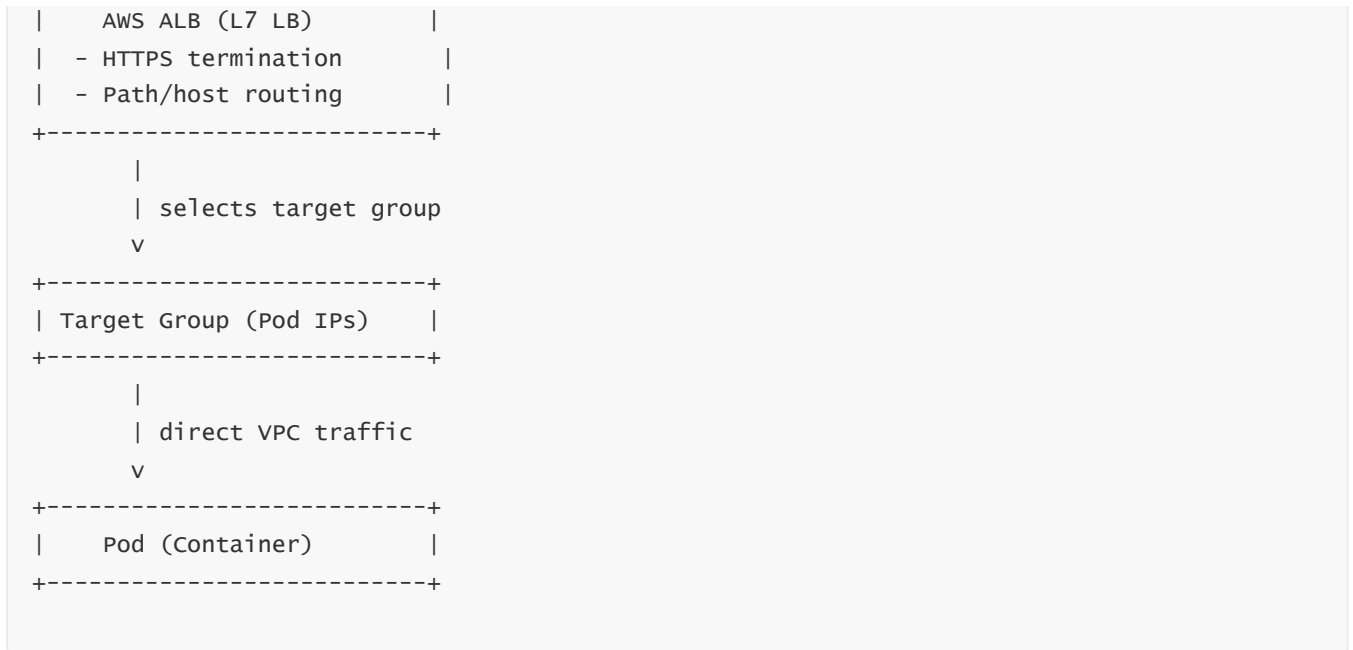 |    AWS ALB (L7 LB)        |
|  - HTTPS termination       |
|  - Path/host routing       |
+---------------------------+
       |
       | selects target group
       v
+---------------------------+
| Target Group (Pod IPs)    |
+---------------------------+
       |
       | direct VPC traffic
       v
+---------------------------+
|    Pod (Container)        |
+---------------------------+